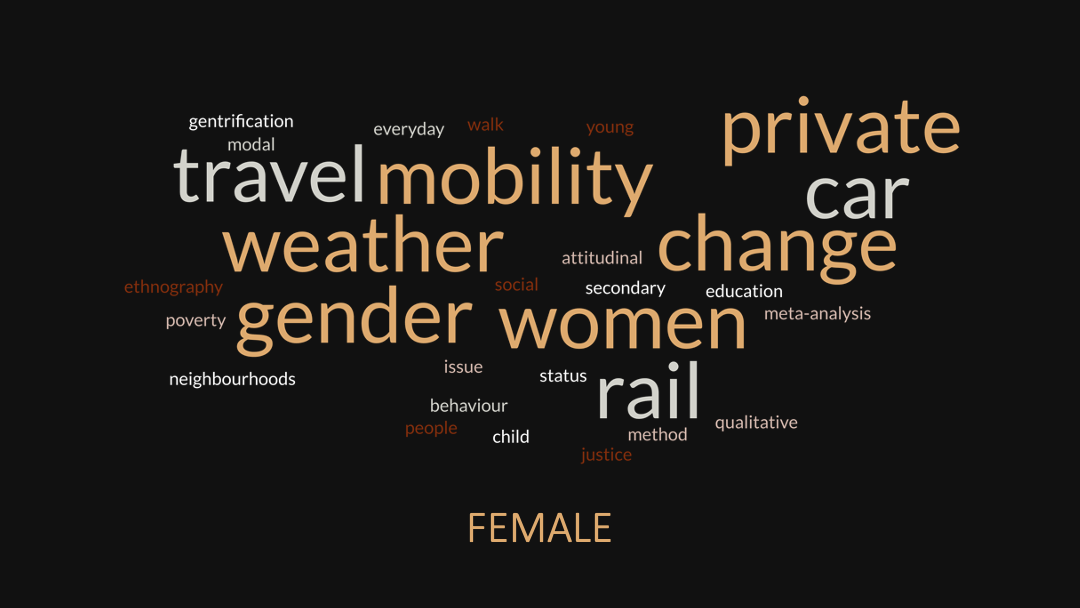 private
gentrification
everyday
walk
young
modal
travel
mobility
car
weather
attitudinal
change
ethnography
social
secondary
education
poverty
gender
women
meta-analysis
neighbourhoods
issue
status
rail
behaviour
people
child
method
qualitative
justice
FEMALE